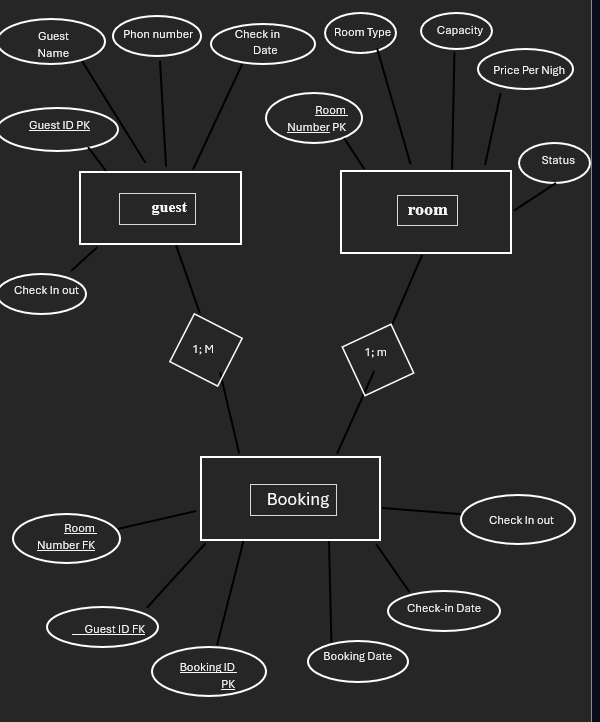 Guest
Name
Phon number
Check in
Date
Room Type
Capacity
Price Per Nigh
Guest ID PK
Room
Number PK
Status
guest
room
Check In out
1; M
1; m
Booking
Room
Number FK
Check In out
Guest ID FK
Check-in Date
Booking ID
PK
Booking Date